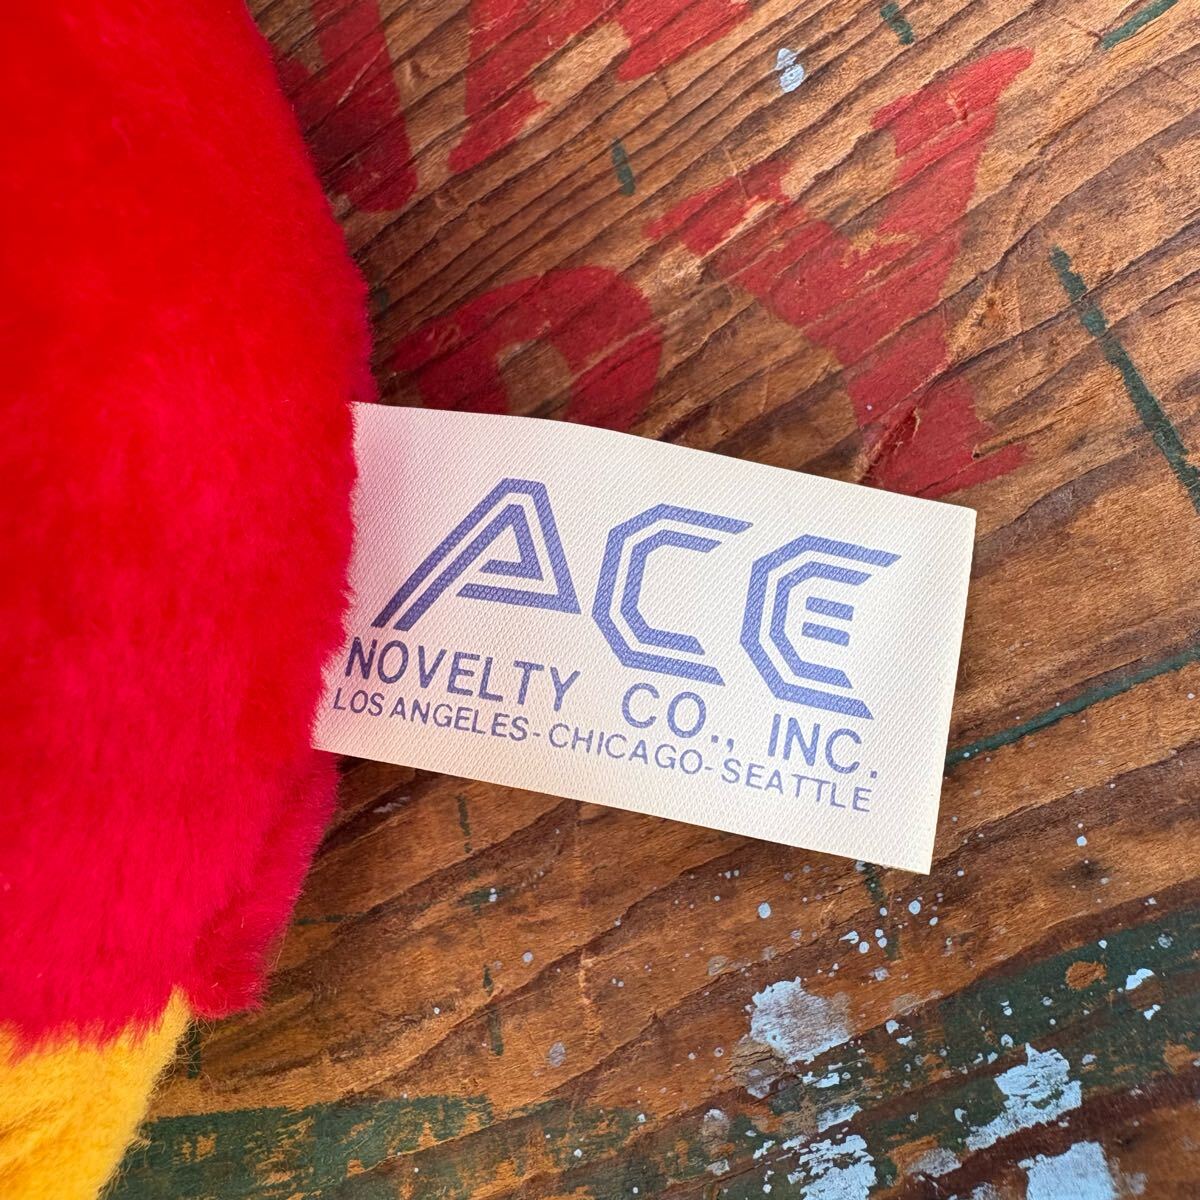 ACE
NOVELTY CO., INC.
LOS ANGELES-CHICAGO-SEATTLE